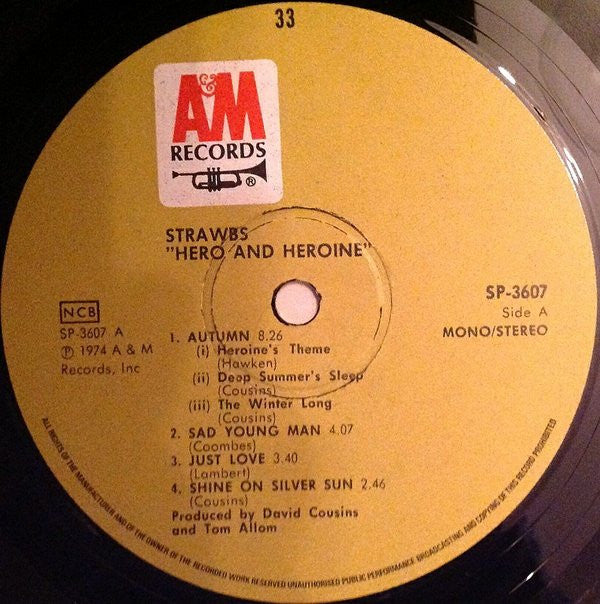 33
A&M
RECORDS
®
STRAWBS
"HERO AND HEROINE"
NCB
SP-3607 A
℗ 1974 A & M
Records, Inc
SP-3607
Side A
MONO/STEREO
1. AUTUMN 8.26
(i) Heroine's Theme
(Hawken)
(ii) Deep Summer's Sleep
(Cousins)
(iii) The Winter Long
(Cousins)
2. SAD YOUNG MAN 4.07
(Coombes)
3. JUST LOVE 3.40
(Lambert)
4. SHINE ON SILVER SUN 2.46
(Cousins)
Produced by David Cousins
and Tom Allom
ALL RIGHTS OF THE MANUFACTURER AND OF THE OWNER OF THE RECORDED WORK RESERVED UNAUTHORISED PUBLIC PERFORMANCE BROADCASTING AND COPYING OF THIS RECORD PROHIBITED